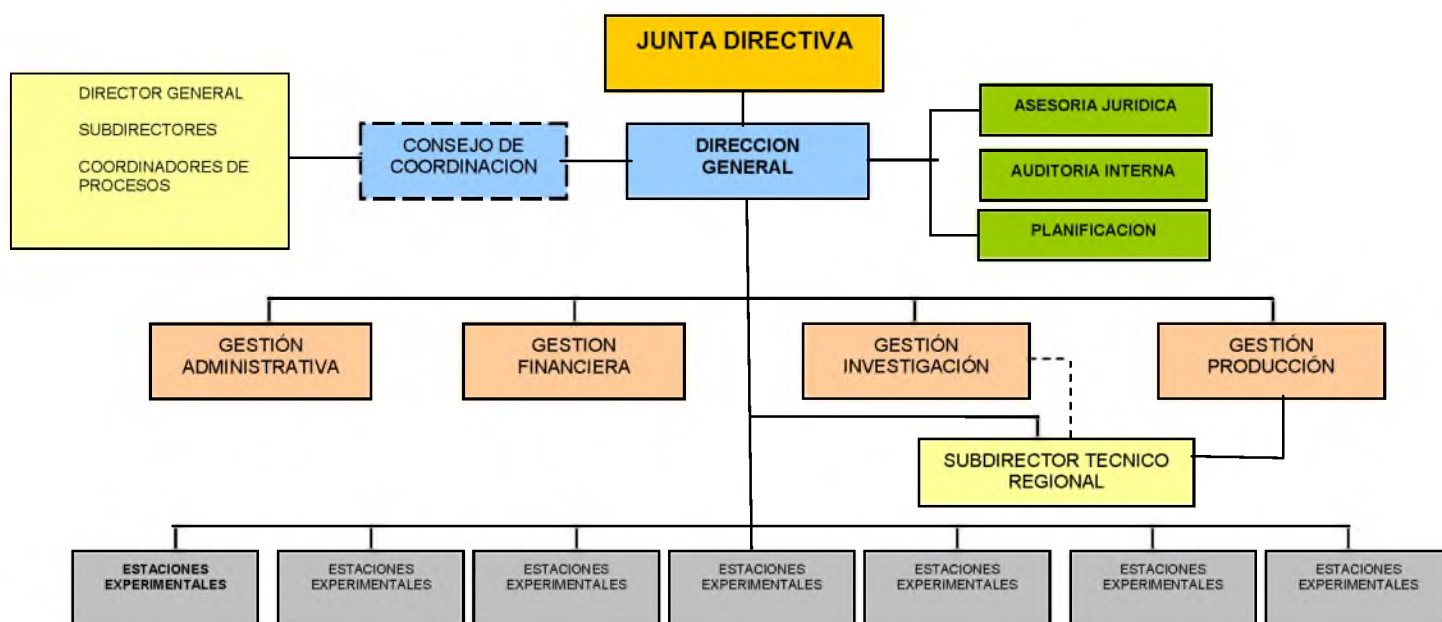 JUNTA DIRECTIVA
DIRECTOR GENERAL
SUBDIRECTORES
COORDINADORES DE
PROCESOS
CONSEJO DE
COORDINACION
DIRECCION
GENERAL
ASESORIA JURIDICA
AUDITORIA INTERNA
PLANIFICACION
GESTIÓN
ADMINISTRATIVA
GESTION
FINANCIERA
GESTIÓN
INVESTIGACIÓN
GESTIÓN
PRODUCCIÓN
SUBDIRECTOR TECNICO
REGIONAL
ESTACIONES
EXPERIMENTALES
ESTACIONES
EXPERIMENTALES
ESTACIONES
EXPERIMENTALES
ESTACIONES
EXPERIMENTALES
ESTACIONES
EXPERIMENTALES
ESTACIONES
EXPERIMENTALES
ESTACIONES
EXPERIMENTALES